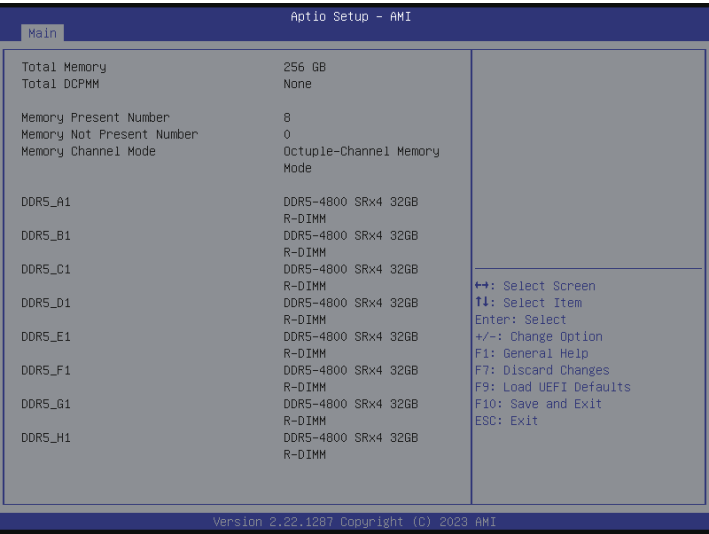 Aptio Setup - AMI
Main
Total Memory 256 GB
Total DCPMM None
Memory Present Number 8
Memory Not Present Number 0
Memory Channel Mode Octuple-Channel Memory
Mode
DDR5_A1 DDR5-4800 SRx4 32GB
R-DIMM
DDR5_B1 DDR5-4800 SRx4 32GB
R-DIMM
DDR5_C1 DDR5-4800 SRx4 32GB
R-DIMM
DDR5_D1 DDR5-4800 SRx4 32GB
R-DIMM
DDR5_E1 DDR5-4800 SRx4 32GB
R-DIMM
DDR5_F1 DDR5-4800 SRx4 32GB
R-DIMM
DDR5_G1 DDR5-4800 SRx4 32GB
R-DIMM
DDR5_H1 DDR5-4800 SRx4 32GB
R-DIMM
↔: Select Screen
↑↓: Select Item
Enter: Select
+/-: Change Option
F1: General Help
F7: Discard Changes
F9: Load UEFI Defaults
F10: Save and Exit
ESC: Exit
Version 2.22.1287 Copyright (C) 2023 AMI